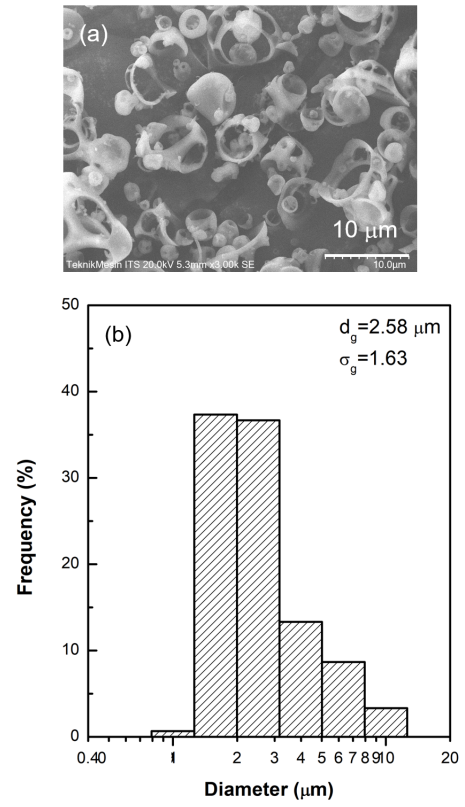 (a)
10 μm
TeknikMesin ITS 20.0kV 5.3mm x3.00k SE
10.0μm
(b)
dg=2.58 μm
σg=1.63
50
40
30
20
10
0
Frequency (%)
0.40 1 2 3 4 5 6 7 8 9 10 20
Diameter (μm)